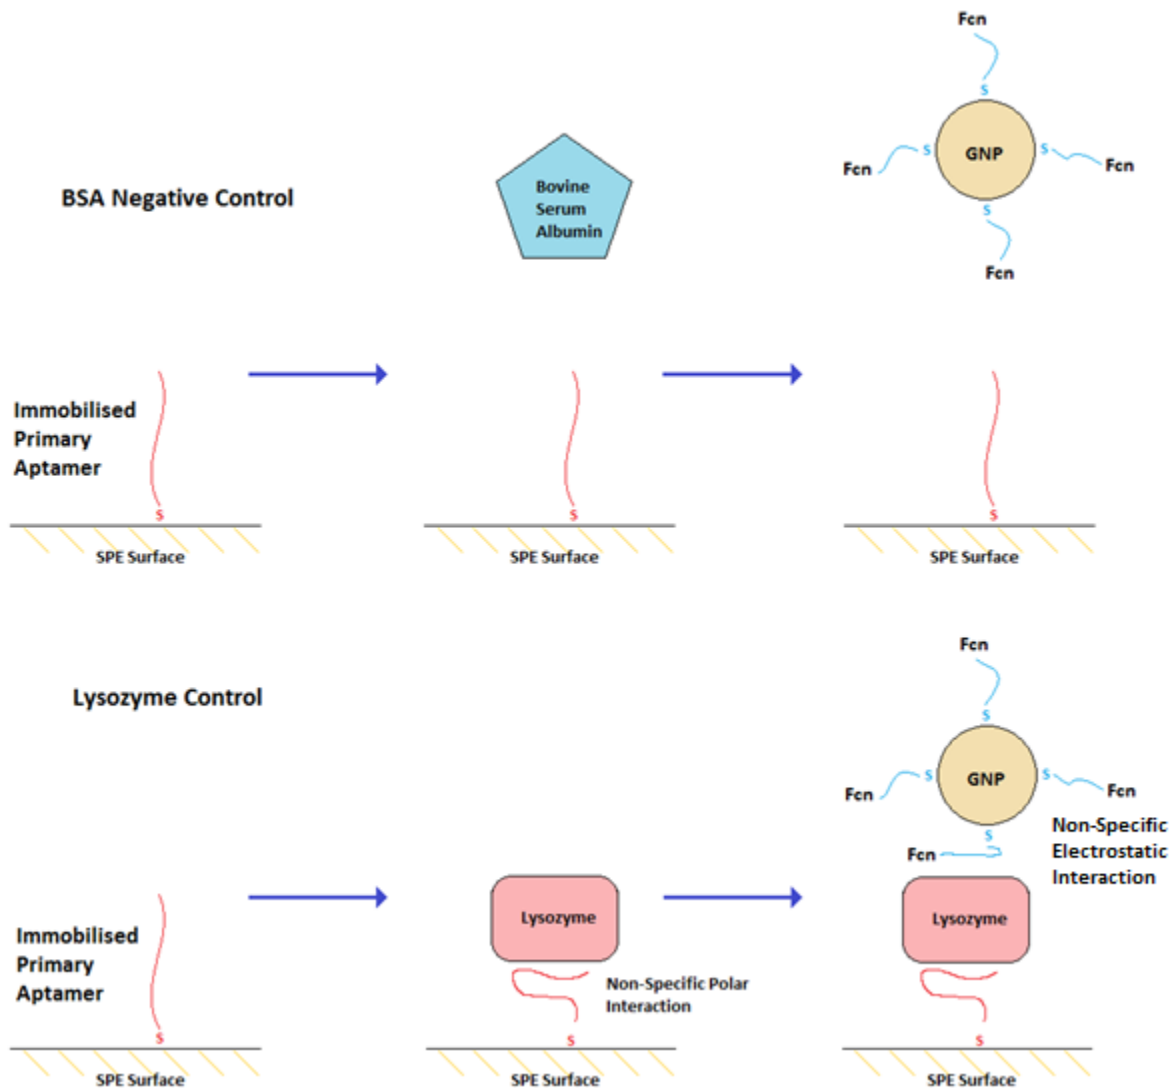 Fcn
S
Fcn
S
GNP
S
Fcn
S
Fcn
BSA Negative Control
Bovine
Serum
Albumin
Immobilised
Primary
Aptamer
S
SPE Surface
S
SPE Surface
S
SPE Surface
Lysozyme Control
Fcn
S
Fcn
S
GNP
S
Fcn
S
Fcn
Non-Specific
Electrostatic
Interaction
Immobilised
Primary
Aptamer
S
SPE Surface
Lysozyme
Non-Specific Polar
Interaction
S
SPE Surface
Lysozyme
S
SPE Surface